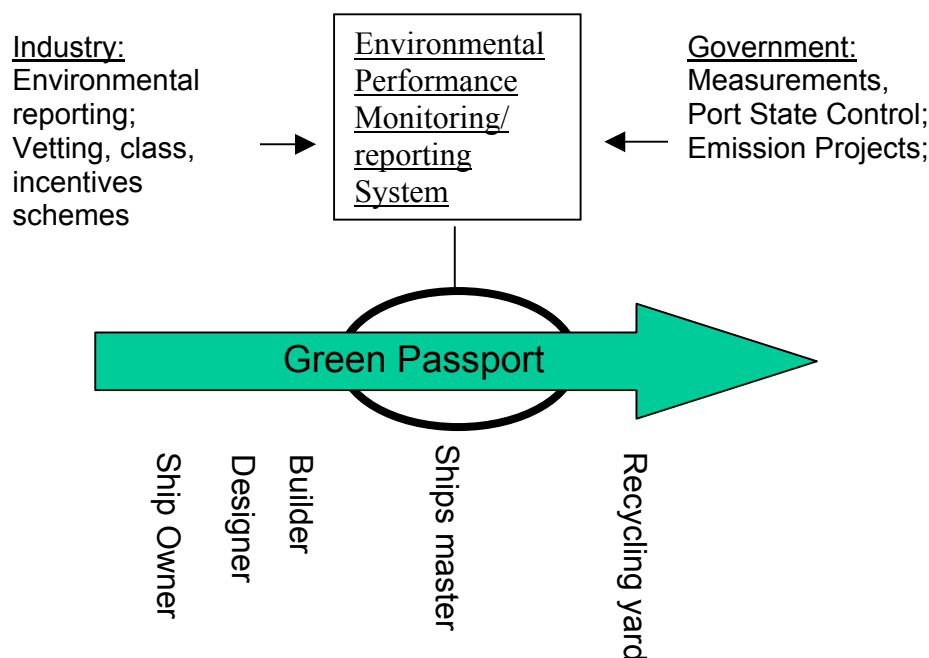 Industry:
Environmental
reporting;
Vetting, class,
incentives
schemes
Environmental
Performance
Monitoring/
reporting
System
Government:
Measurements,
Port State Control;
Emission Projects;
Green Passport
Ship Owner
Designer
Builder
Ships master
Recycling yard